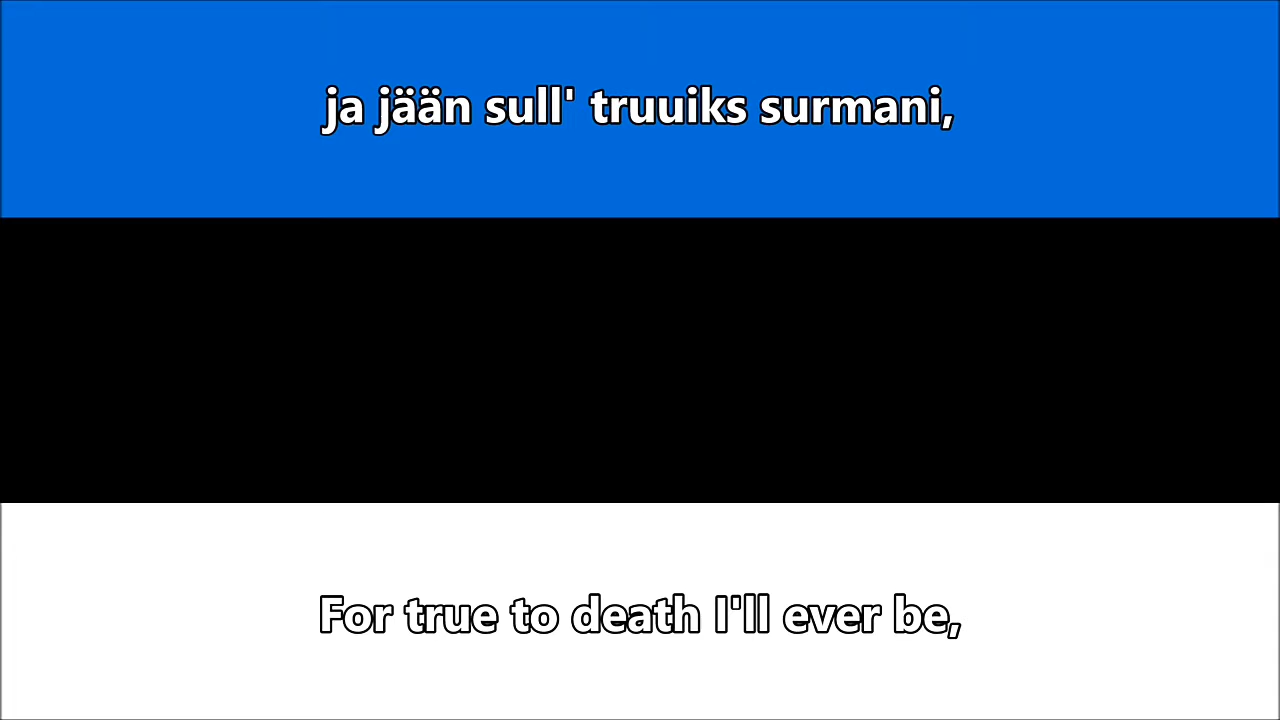 ja jään sull' truuiks surmani,
For true to death I'll ever be,